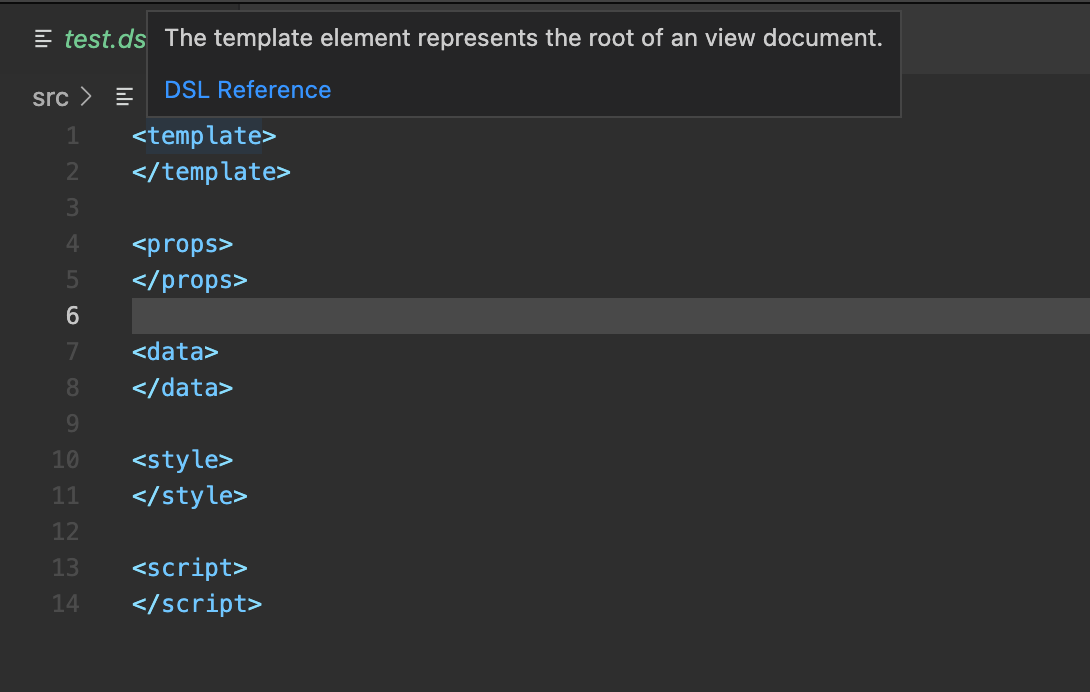 test.ds
The template element represents the root of an view document.
DSL Reference
src >
1 <template>
2 </template>
3
4 <props>
5 </props>
6
7 <data>
8 </data>
9
10 <style>
11 </style>
12
13 <script>
14 </script>